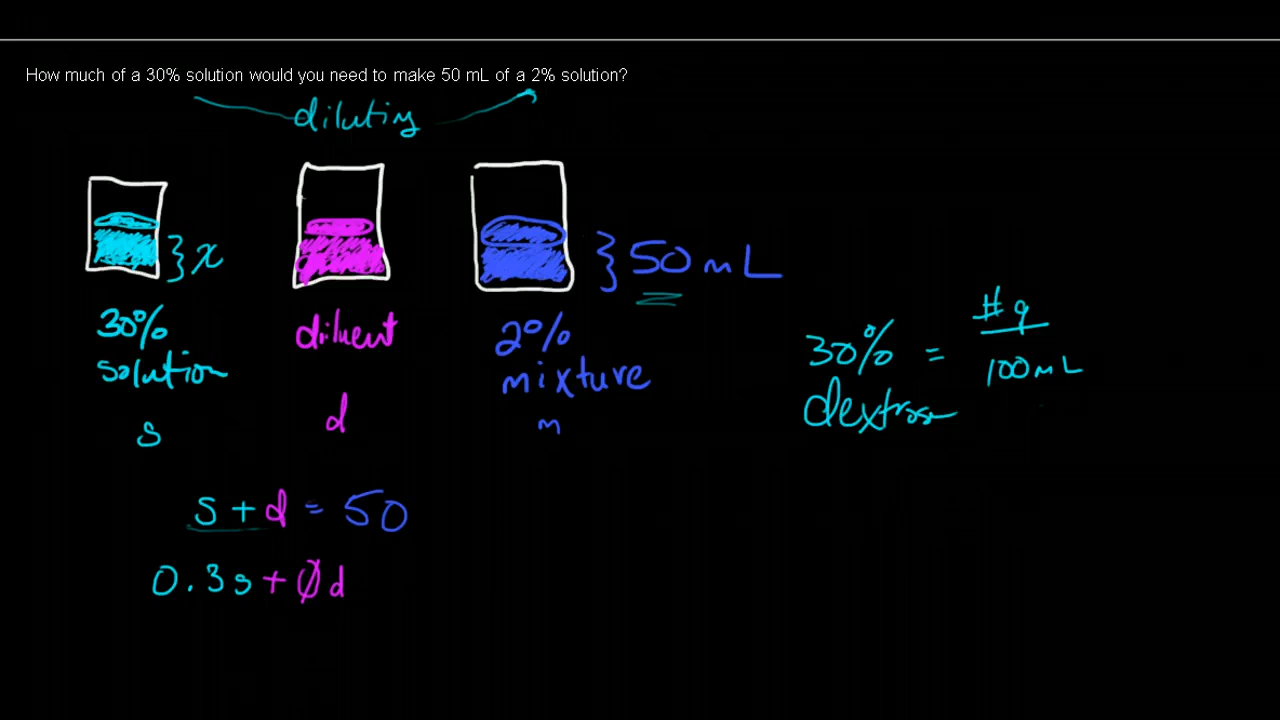 How much of a 30% solution would you need to make 50 mL of a 2% solution?
diluting
} x
} 50 mL
30%
solution
s
diluent
d
2%
mixture
m
30% = # g
100 mL
dextrose
s + d = 50
0.3s + 0d